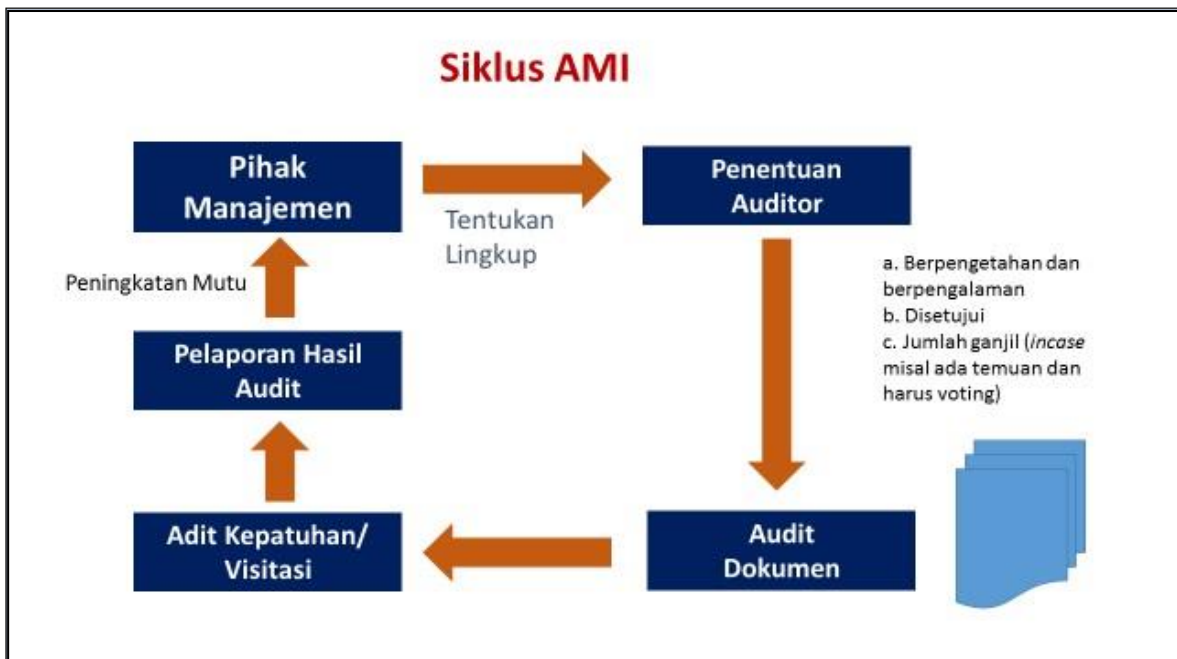 Siklus AMI
Pihak
Manajemen
Tentukan
Lingkup
Penentuan
Auditor
a. Berpengetahan dan
berpengalaman
b. Disetujui
c. Jumlah ganjil (incase
misal ada temuan dan
harus voting)
Peningkatan Mutu
Pelaporan Hasil
Audit
Adit Kepatuhan/
Visitasi
Audit
Dokumen